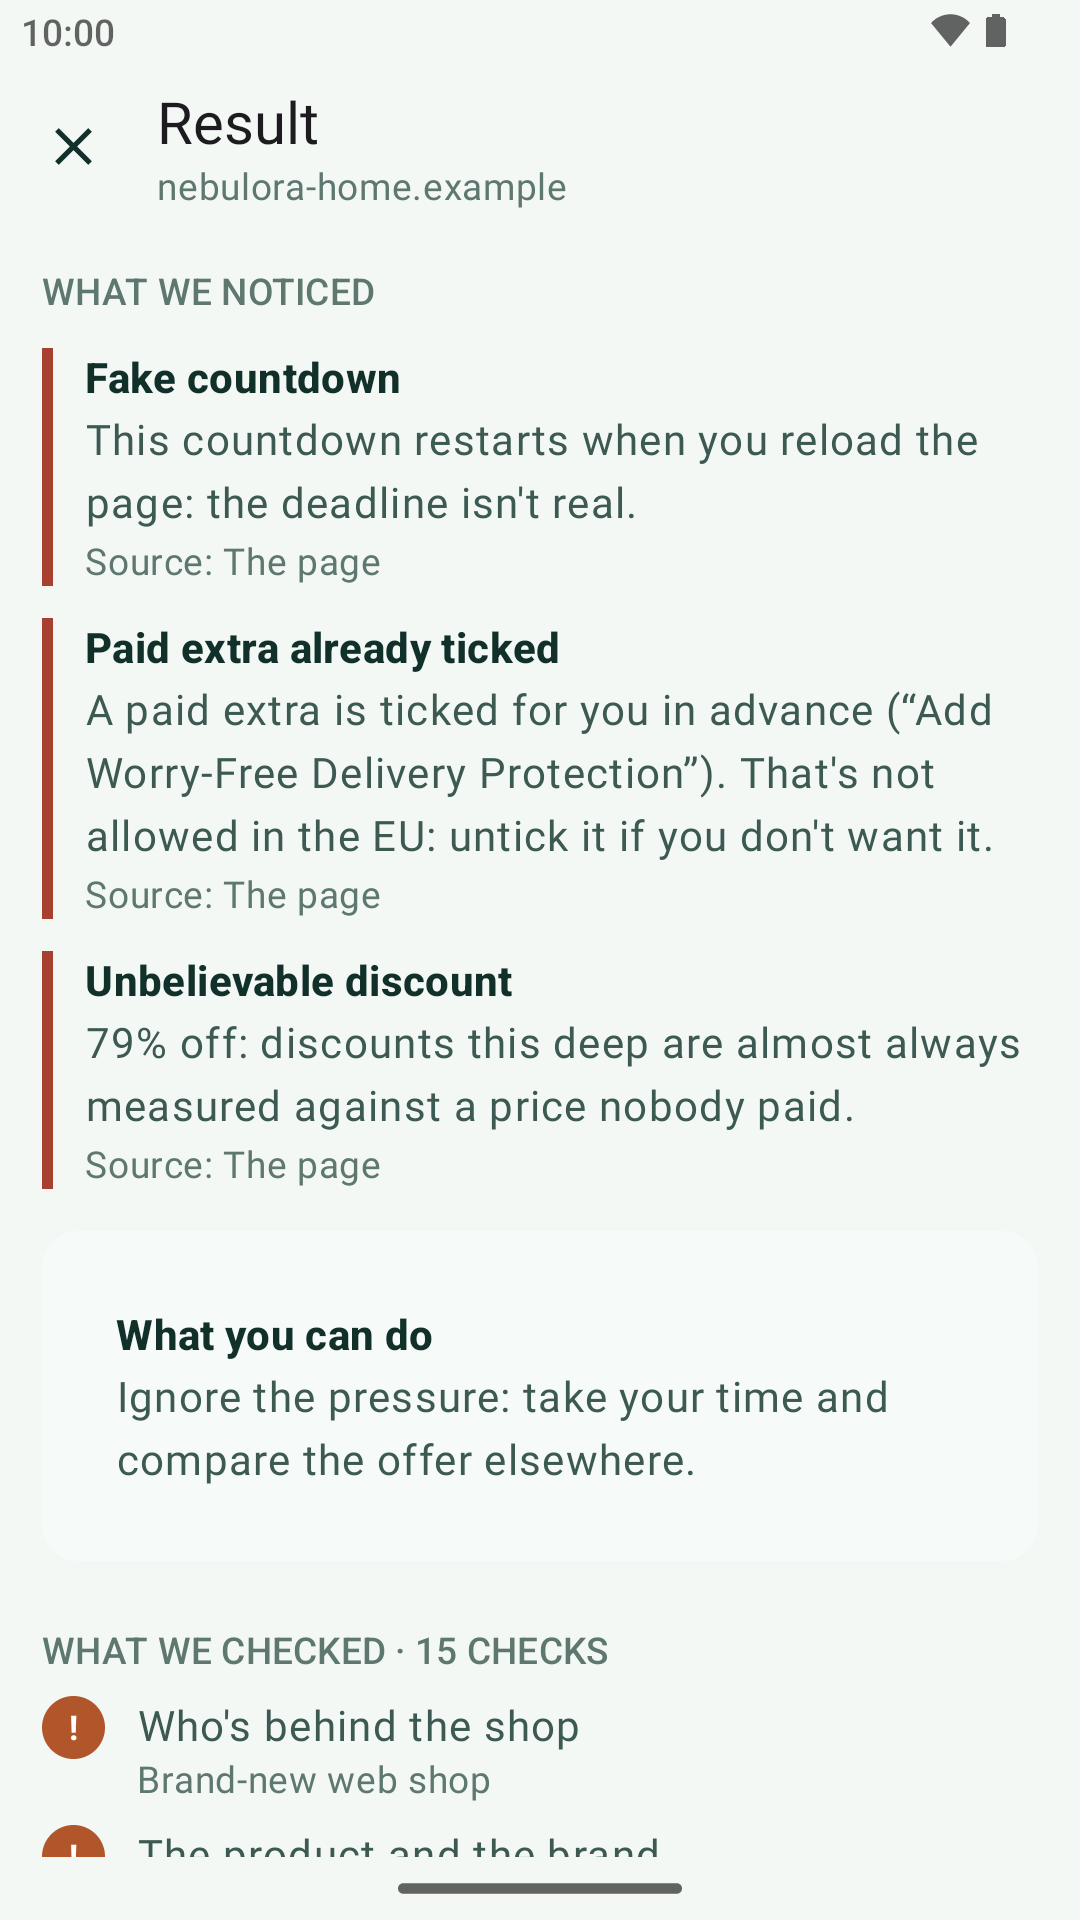 10:00
Result
nebulora-home.example
WHAT WE NOTICED
Fake countdown
This countdown restarts when you reload the
page: the deadline isn't real.
Source: The page
Paid extra already ticked
A paid extra is ticked for you in advance (“Add
Worry-Free Delivery Protection”). That's not
allowed in the EU: untick it if you don't want it.
Source: The page
Unbelievable discount
79% off: discounts this deep are almost always
measured against a price nobody paid.
Source: The page
What you can do
Ignore the pressure: take your time and
compare the offer elsewhere.
WHAT WE CHECKED · 15 CHECKS
! Who's behind the shop
Brand-new web shop
! The product and the brand